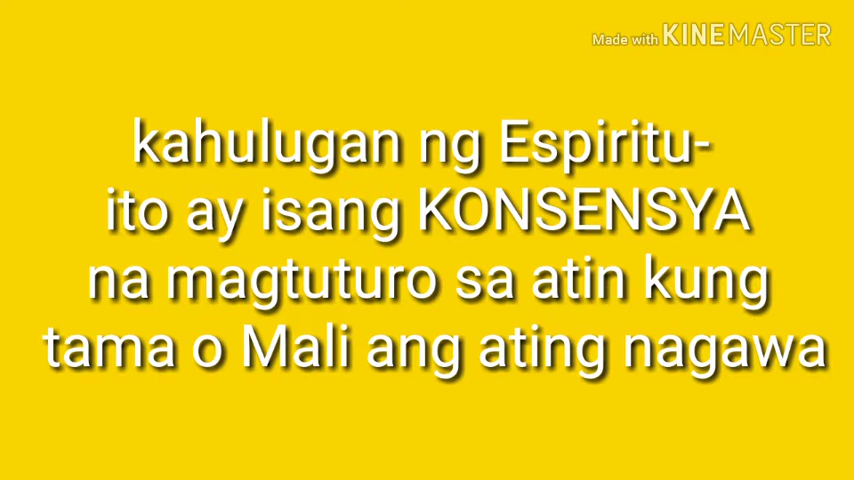 Made with KINEMASTER
kahulugan ng Espiritu-
ito ay isang KONSENSYA
na magtuturo sa atin kung
tama o Mali ang ating nagawa